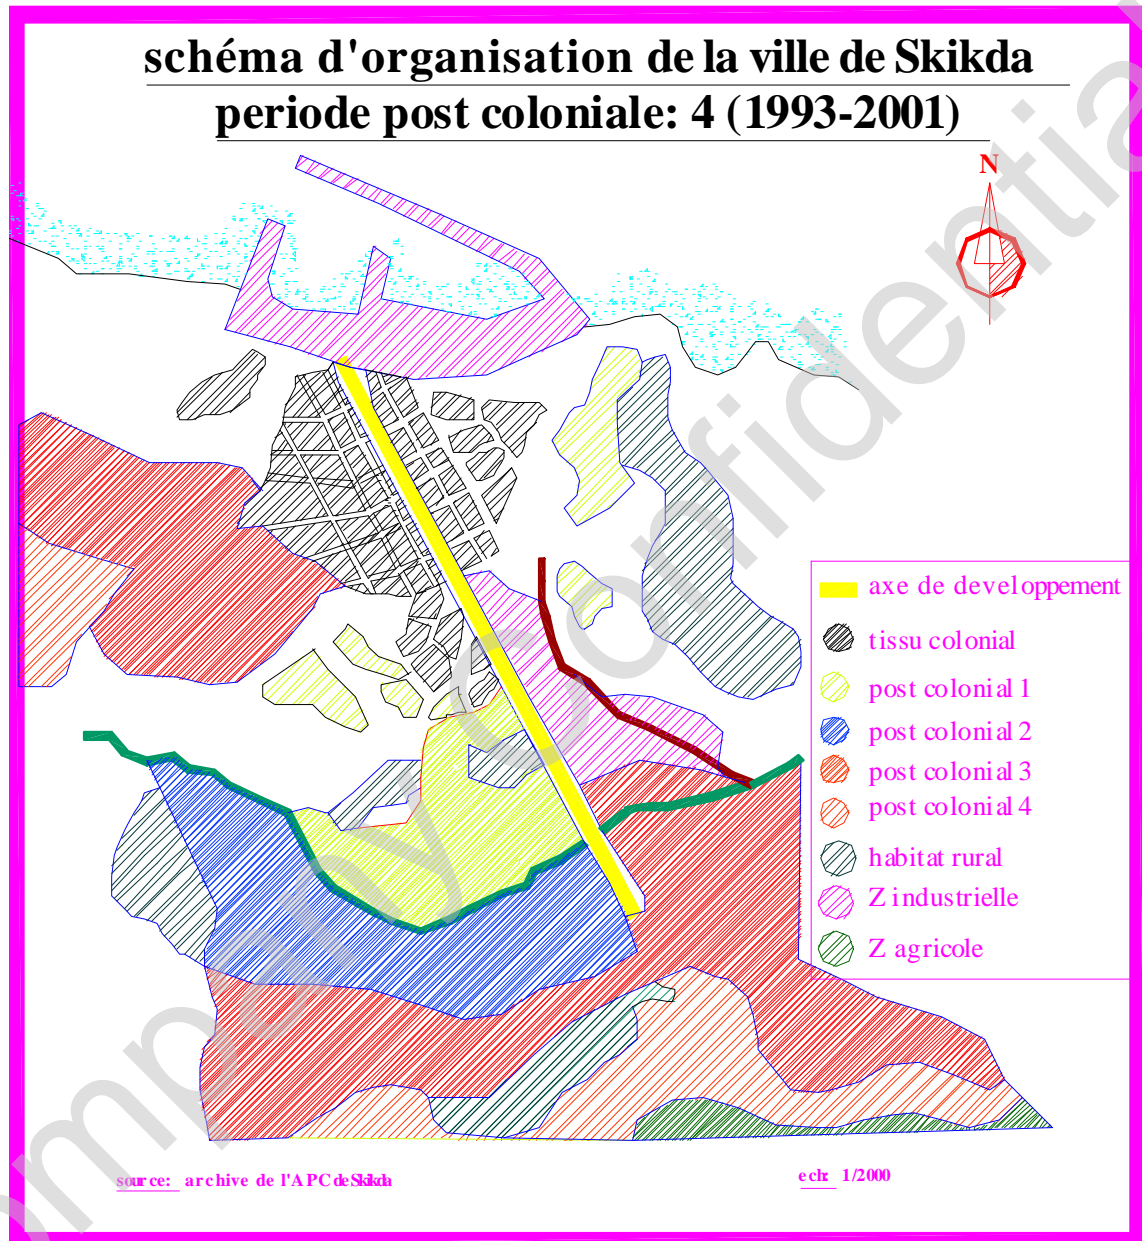 schéma d'organisation de la ville de Skikda
periode post coloniale: 4 (1993-2001)
N
axe de developpement
tissu colonial
post colonial 1
post colonial 2
post colonial 3
post colonial 4
habitat rural
Z industrielle
Z agricole
source: archive de l'APC de Skikda
ech: 1/2000
Company Confidential